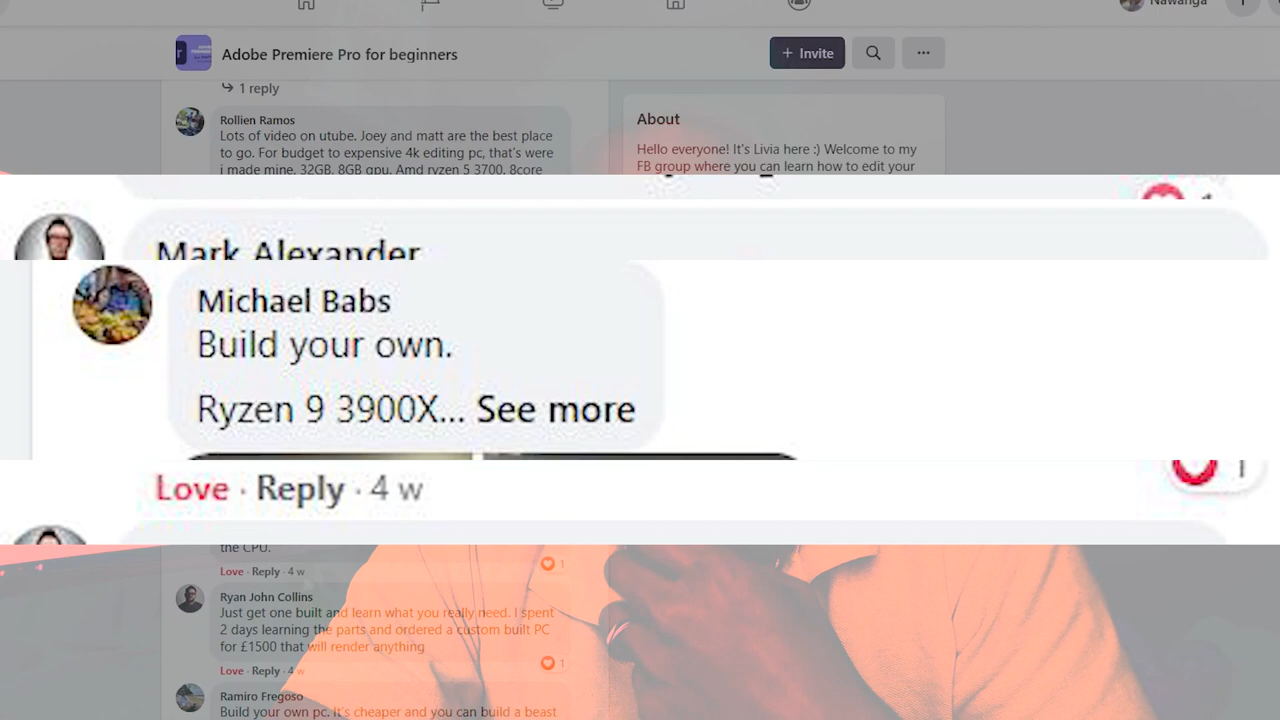 Nawanga
Adobe Premiere Pro for beginners
+ Invite
1 reply
Rollien Ramos
Lots of video on utube. Joey and matt are the best place
to go. For budget to expensive 4k editing pc, that's were
i made mine. 32GB. 8GB gpu. Amd ryzen 5 3700. 8core
About
Hello everyone! It's Livia here :) Welcome to my
FB group where you can learn how to edit your
Mark Alexander
Michael Babs
Build your own.
Ryzen 9 3900X... See more
Love · Reply · 4 w
1
the CPU.
Love · Reply · 4 w
1
Ryan John Collins
Just get one built and learn what you really need. I spent
2 days learning the parts and ordered a custom built PC
for £1500 that will render anything
Love · Reply · 4 w
1
Ramiro Fregoso
Build your own pc. It's cheaper and you can build a beast